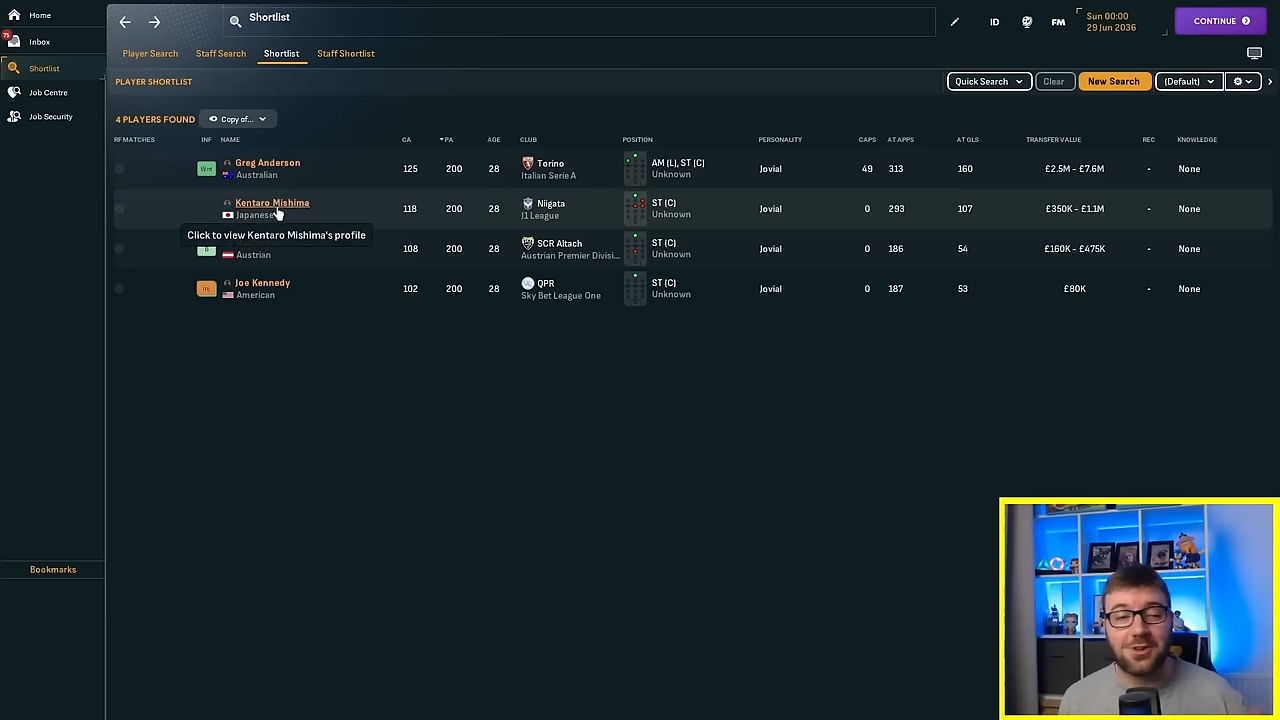 Home
Shortlist
ID
FM
Sun 00:00
29 Jun 2036
CONTINUE
75
Inbox
Player Search
Staff Search
Shortlist
Staff Shortlist
Shortlist
PLAYER SHORTLIST
Quick Search
Clear
New Search
(Default)
Job Centre
Job Security
4 PLAYERS FOUND
Copy of...
RF MATCHES
INF
NAME
CA
PA
AGE
CLUB
POSITION
PERSONALITY
CAPS
AT APPS
AT GLS
TRANSFER VALUE
REC
KNOWLEDGE
Wnt
Greg Anderson
Australian
125
200
28
Torino
Italian Serie A
AM (L), ST (C)
Unknown
Jovial
49
313
160
£2.5M - £7.6M
-
None
Kentaro Mishima
Japanese
118
200
28
Niigata
J1 League
ST (C)
Unknown
Jovial
0
293
107
£350K - £1.1M
-
None
Click to view Kentaro Mishima's profile
Austrian
108
200
28
SCR Altach
Austrian Premier Divisi...
ST (C)
Unknown
Jovial
0
186
54
£160K - £475K
-
None
Inj
Joe Kennedy
American
102
200
28
QPR
Sky Bet League One
ST (C)
Unknown
Jovial
0
187
53
£80K
-
None
Bookmarks